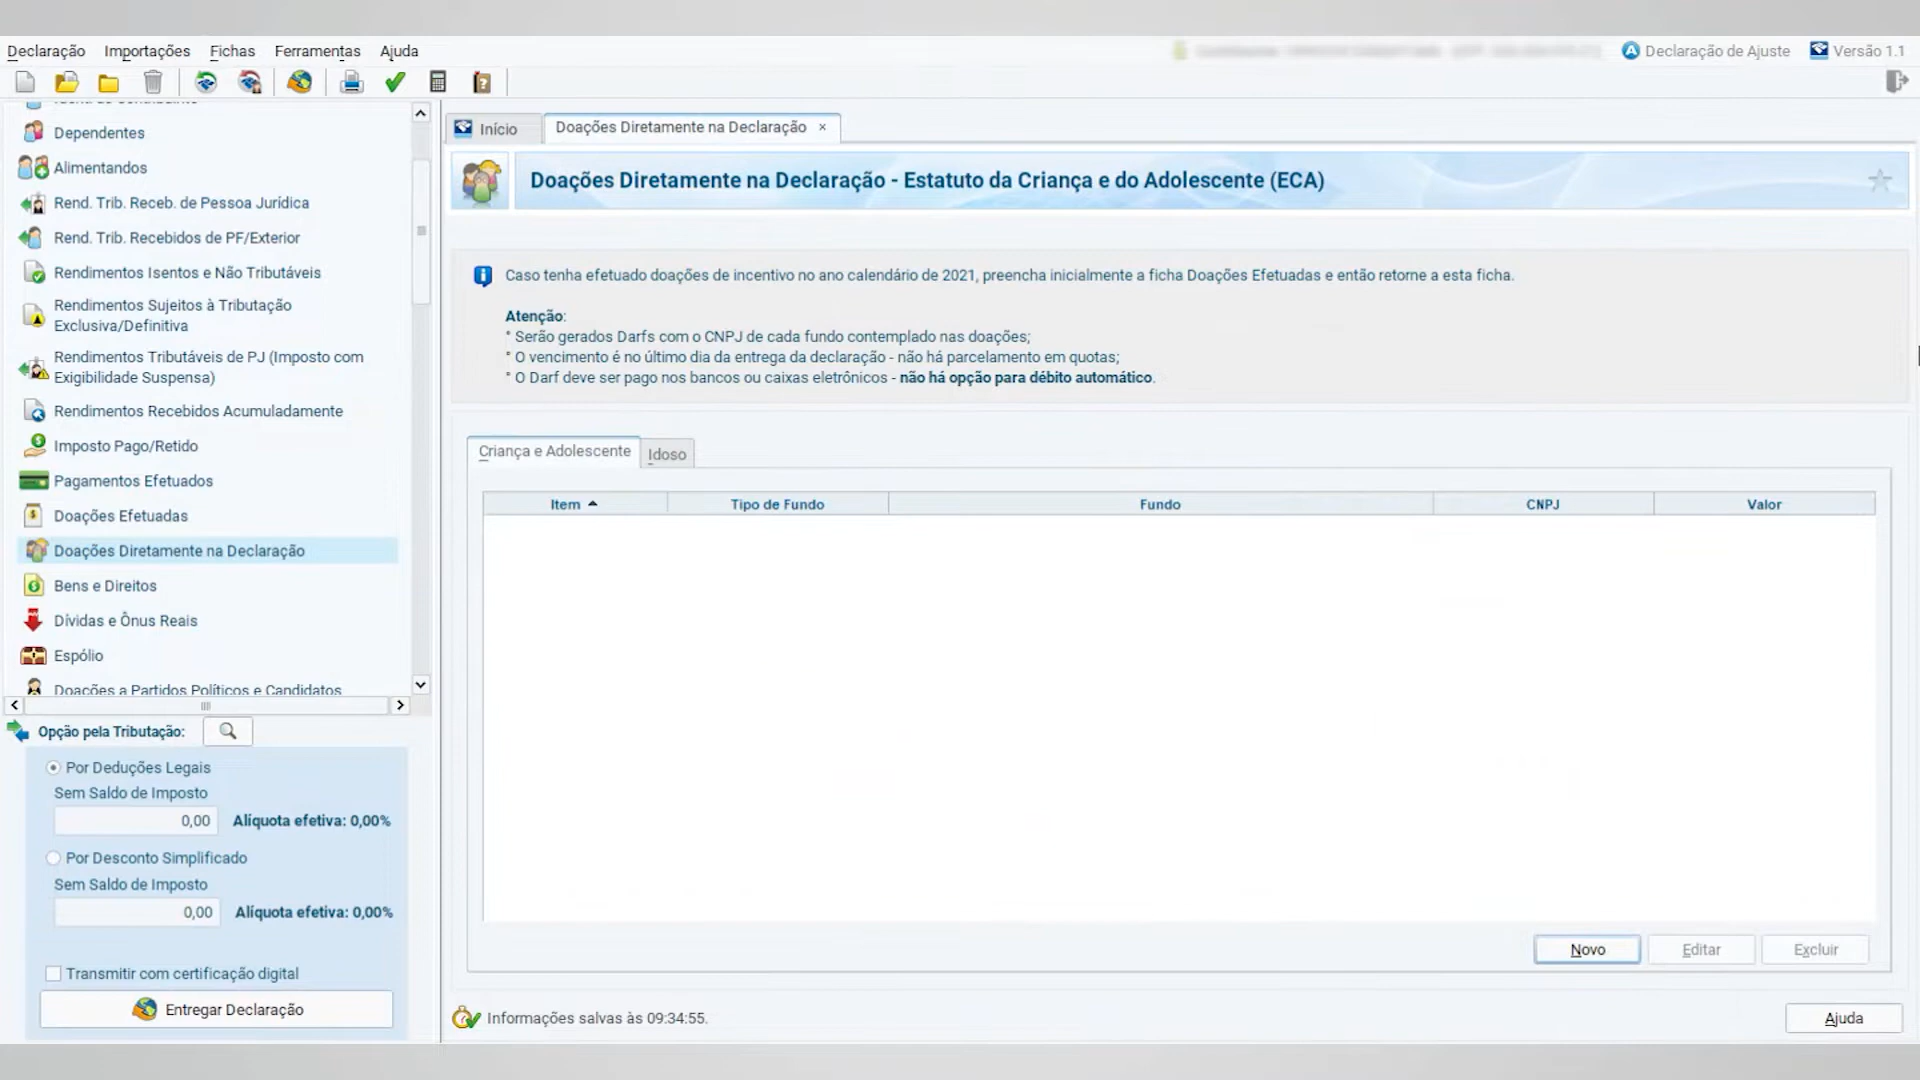 Declaração Importações Fichas Ferramentas Ajuda
Declaração de Ajuste Versão 1.1
Dependentes
Alimentandos
Rend. Trib. Receb. de Pessoa Jurídica
Rend. Trib. Recebidos de PF/Exterior
Rendimentos Isentos e Não Tributáveis
Rendimentos Sujeitos à Tributação
Exclusiva/Definitiva
Rendimentos Tributáveis de PJ (Imposto com
Exigibilidade Suspensa)
Rendimentos Recebidos Acumuladamente
Imposto Pago/Retido
Pagamentos Efetuados
Doações Efetuadas
Doações Diretamente na Declaração
Bens e Direitos
Dívidas e Ônus Reais
Espólio
Doações a Partidos Políticos e Candidatos
Opção pela Tributação:
Por Deduções Legais
Sem Saldo de Imposto
0,00 Alíquota efetiva: 0,00%
Por Desconto Simplificado
Sem Saldo de Imposto
0,00 Alíquota efetiva: 0,00%
Transmitir com certificação digital
Entregar Declaração
Início Doações Diretamente na Declaração ×
Doações Diretamente na Declaração - Estatuto da Criança e do Adolescente (ECA)
Caso tenha efetuado doações de incentivo no ano calendário de 2021, preencha inicialmente a ficha Doações Efetuadas e então retorne a esta ficha.
Atenção:
* Serão gerados Darfs com o CNPJ de cada fundo contemplado nas doações;
* O vencimento é no último dia da entrega da declaração - não há parcelamento em quotas;
* O Darf deve ser pago nos bancos ou caixas eletrônicos - não há opção para débito automático.
Criança e Adolescente Idoso
Item Tipo de Fundo Fundo CNPJ Valor
Novo Editar Excluir
Informações salvas às 09:34:55.
Ajuda